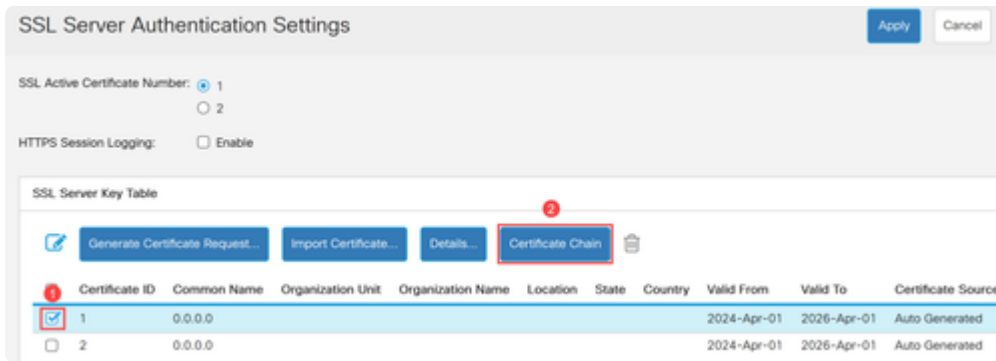 SSL Server Authentication Settings
Apply Cancel
SSL Active Certificate Number: 1
2
HTTPS Session Logging: Enable
SSL Server Key Table
2
Generate Certificate Request... Import Certificate... Details... Certificate Chain
1 Certificate ID Common Name Organization Unit Organization Name Location State Country Valid From Valid To Certificate Source
1 0.0.0.0 2024-Apr-01 2026-Apr-01 Auto Generated
2 0.0.0.0 2024-Apr-01 2026-Apr-01 Auto Generated